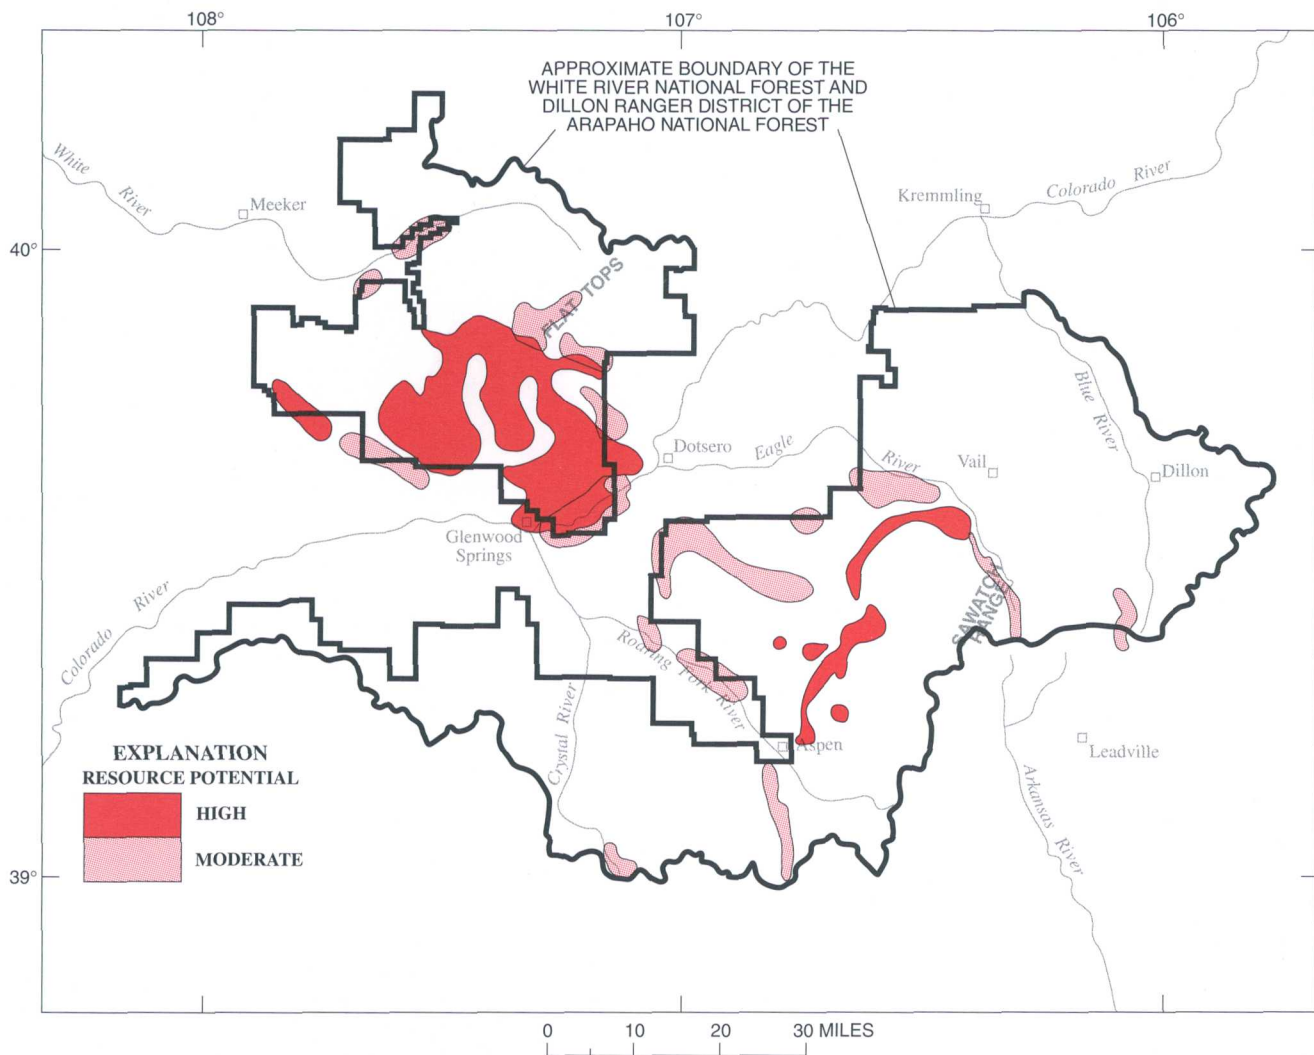 108°
107°
106°
APPROXIMATE BOUNDARY OF THE
WHITE RIVER NATIONAL FOREST AND
DILLON RANGER DISTRICT OF THE
ARAPAHO NATIONAL FOREST
White
River
Meeker
Kremmling
Colorado River
40°
FLAT TOPS
Blue River
Dotsero
Eagle
River
Vail
Dillon
Glenwood
Springs
SAWATCH
RANGE
Colorado River
Roaring Fork River
Crystal River
Aspen
Leadville
Arkansas River
EXPLANATION
RESOURCE POTENTIAL
HIGH
MODERATE
39°
0 10 20 30 MILES